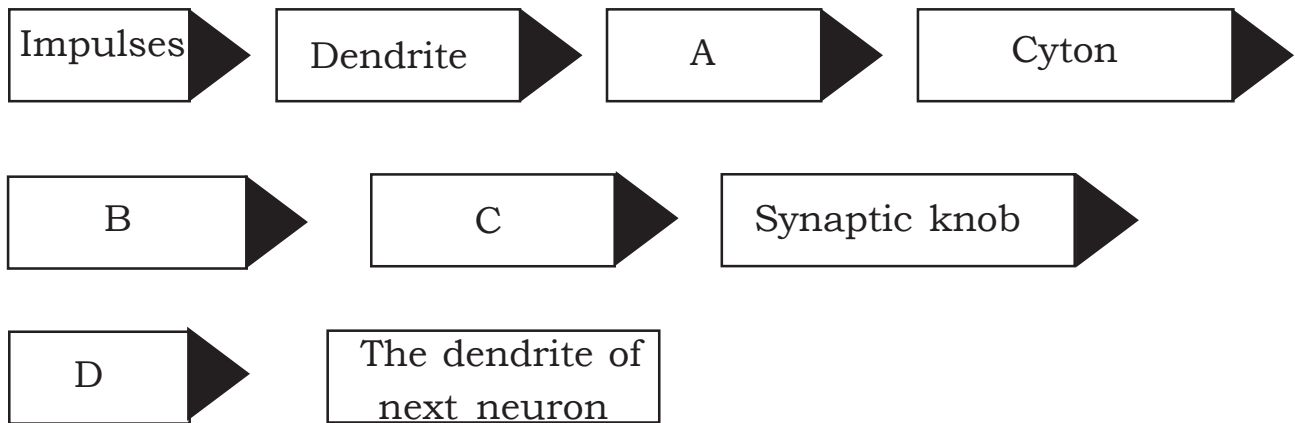 Impulses Dendrite A Cyton
B C Synaptic knob
D The dendrite of
next neuron